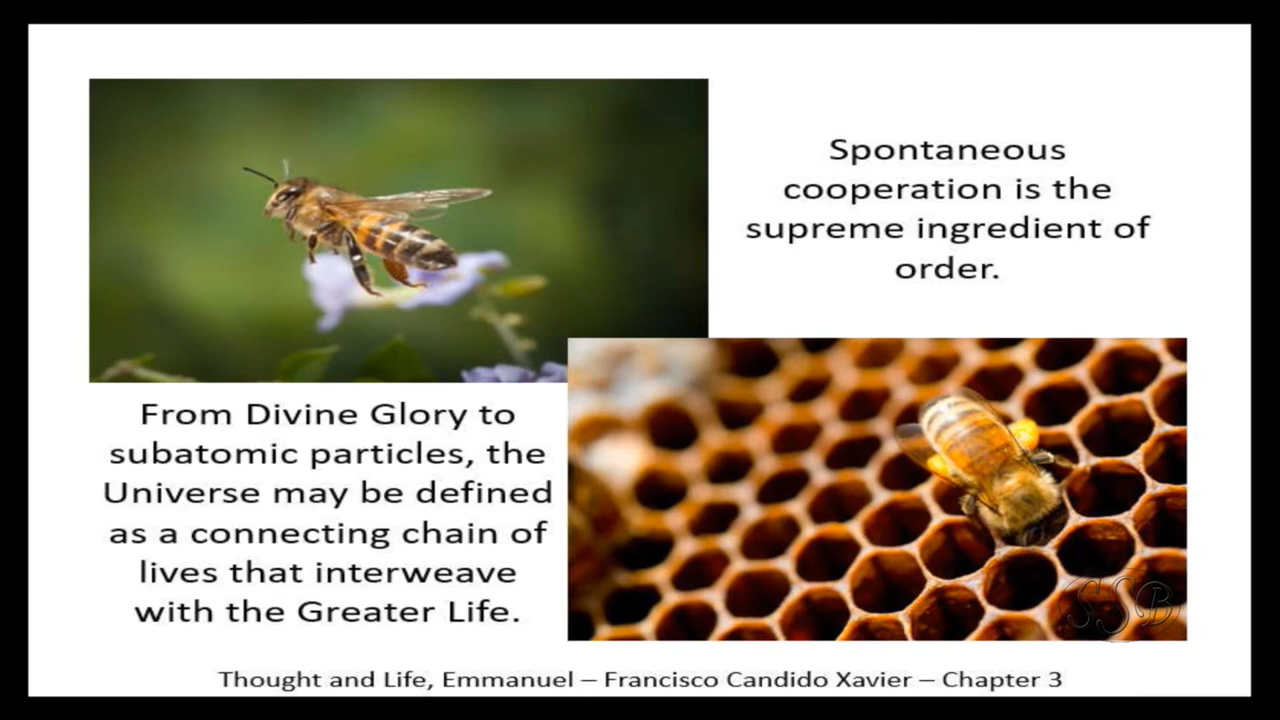 Spontaneous
cooperation is the
supreme ingredient of
order.
From Divine Glory to
subatomic particles, the
Universe may be defined
as a connecting chain of
lives that interweave
with the Greater Life.
SSB
Thought and Life, Emmanuel – Francisco Candido Xavier – Chapter 3